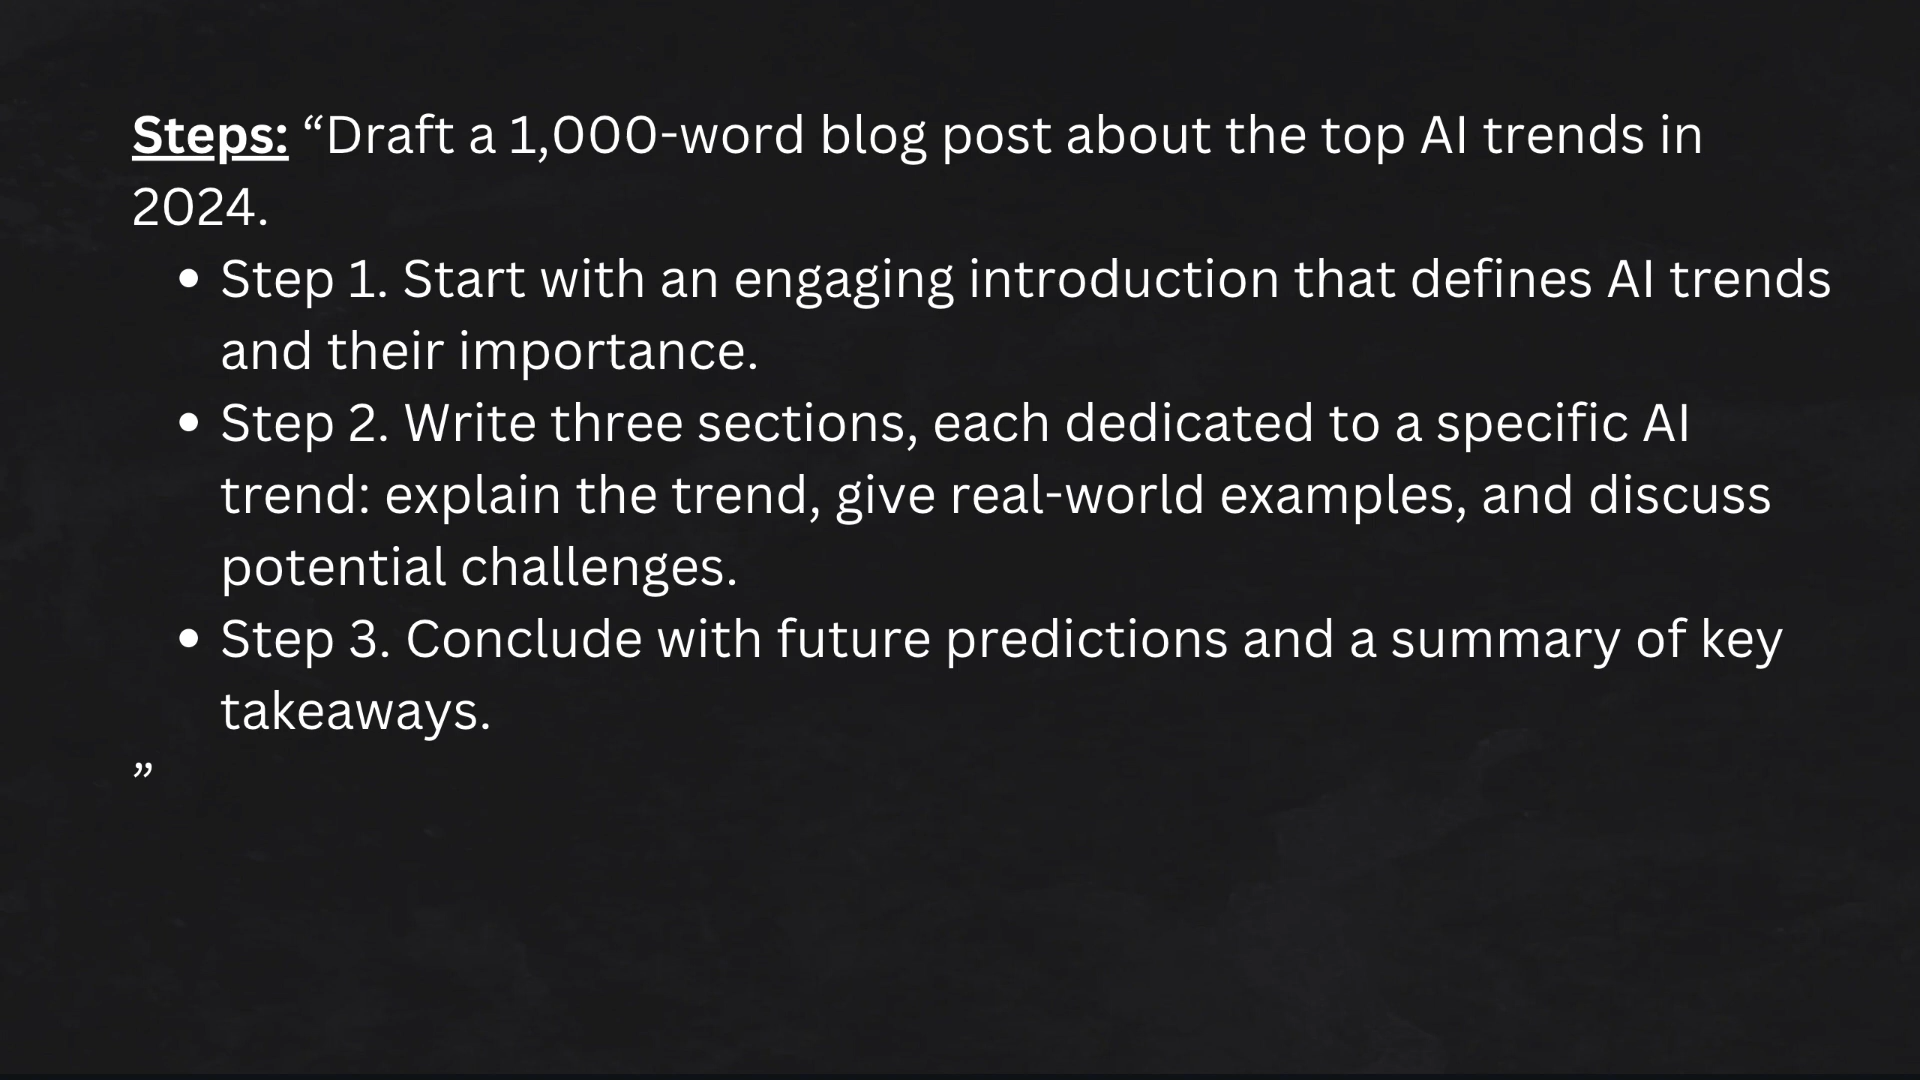 Steps: “Draft a 1,000-word blog post about the top AI trends in
2024.
• Step 1. Start with an engaging introduction that defines AI trends
and their importance.
• Step 2. Write three sections, each dedicated to a specific AI
trend: explain the trend, give real-world examples, and discuss
potential challenges.
• Step 3. Conclude with future predictions and a summary of key
takeaways.
”